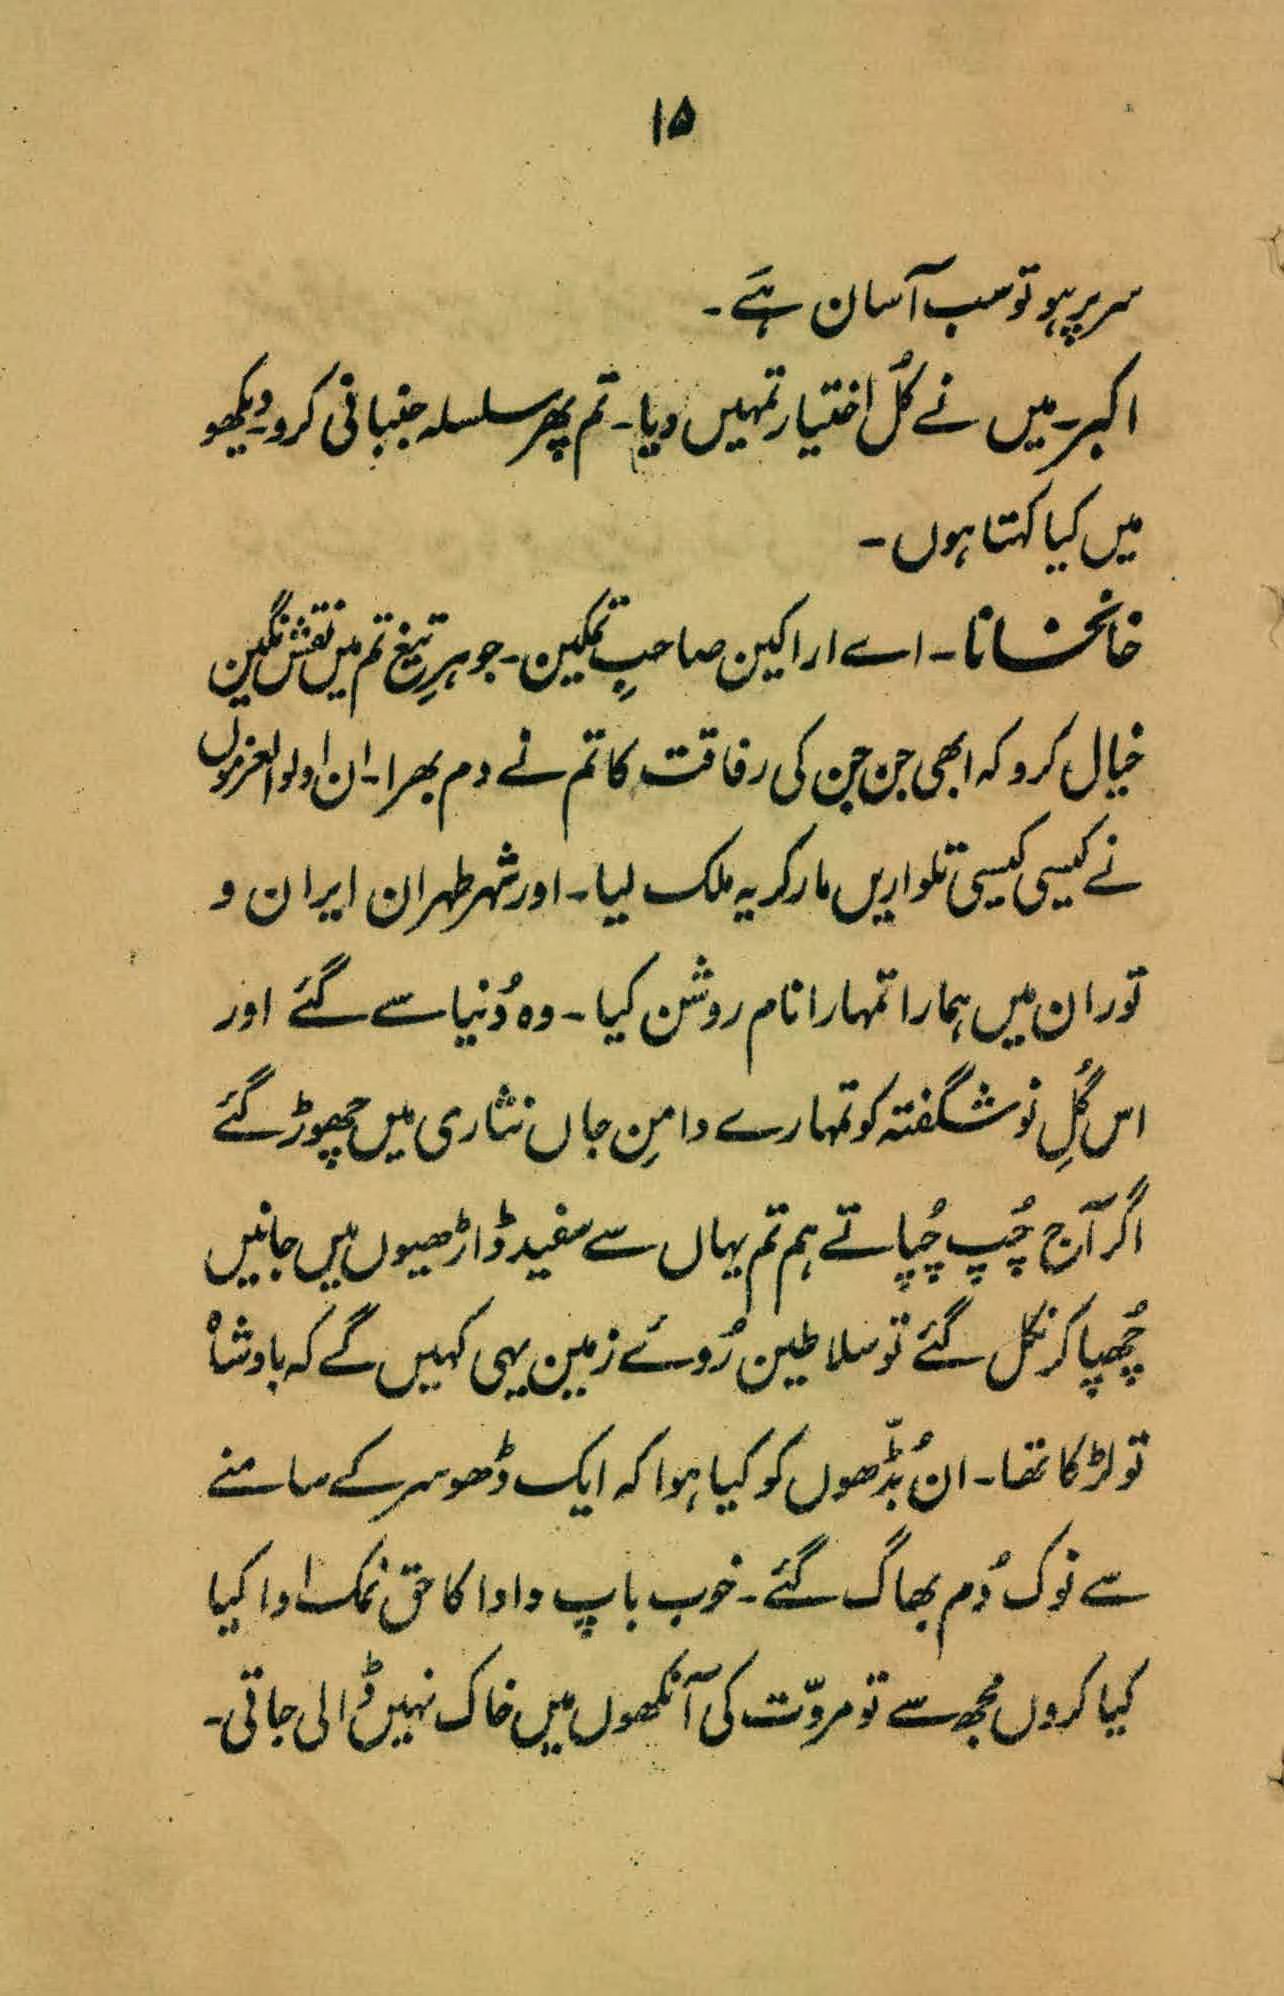 ۱۵
سر پر ہو تو سب آسان ہَے ۔
اکبر۔ میں نے کُل اختیار تمہیں دیا۔ تم پھر سلسلہ جنبانی کرو۔ دیکھو
میں کیا کہتا ہوں ۔
خانخاناں ۔ اے اراکین صاحبِ تمکین ۔ جوہرِ تیغ تم میں نقش نگین
خیال کرو کہ ابھی جن جن کی رفاقت کا تم نے دم بھرا۔ ان اولوالعزموں
نے کیسی کیسی تلواریں مار کر یہ ملک لیا۔ اور شہر طہران ایران و
توران میں ہمارا تمہارا نام روشن کیا ۔ وہ دُنیا سے گئے اور
اس گُلِ نوشگفتہ کو تمہارے دامنِ جاں نثاری میں چھوڑ گئے
اگر آج چُپ چُپاتے ہم تم یہاں سے سفید ڈاڑھیوں میں جانیں
چُھپا کر نکل گئے تو سلاطین رُوئے زمین یہی کہیں گے کہ بادشاہ
تو لڑکا تھا ۔ ان بُڈّھوں کو کیا ہوا کہ ایک ڈھوسر کے سامنے
سے نوک دُم بھاگ گئے ۔ خوب باپ دادا کا حق نمک ادا کیا
کیا کروں مجھ سے تو مروّت کی آنکھوں میں خاک نہیں ڈالی جاتی ۔